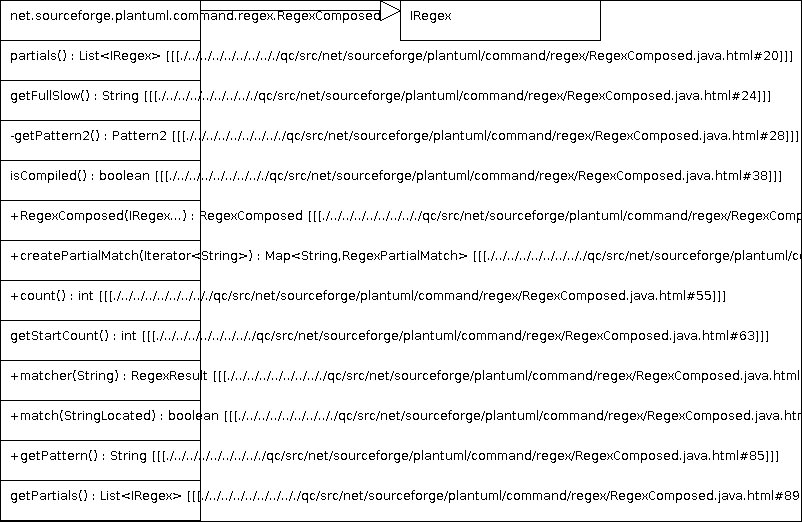 net.sourceforge.plantuml.command.regex.RegexComposed
IRegex
partials() : List<IRegex> [[[./../../../../../../../../qc/src/net/sourceforge/plantuml/command/regex/RegexComposed.java.html#20]]]
getFullSlow() : String [[[./../../../../../../../../qc/src/net/sourceforge/plantuml/command/regex/RegexComposed.java.html#24]]]
-getPattern2() : Pattern2 [[[./../../../../../../../../qc/src/net/sourceforge/plantuml/command/regex/RegexComposed.java.html#28]]]
isCompiled() : boolean [[[./../../../../../../../../qc/src/net/sourceforge/plantuml/command/regex/RegexComposed.java.html#38]]]
+RegexComposed(IRegex...) : RegexComposed [[[./../../../../../../../../qc/src/net/sourceforge/plantuml/command/regex/RegexComp
+createPartialMatch(Iterator<String>) : Map<String,RegexPartialMatch> [[[./../../../../../../../../qc/src/net/sourceforge/plantuml/c
+count() : int [[[./../../../../../../../../qc/src/net/sourceforge/plantuml/command/regex/RegexComposed.java.html#55]]]
getStartCount() : int [[[./../../../../../../../../qc/src/net/sourceforge/plantuml/command/regex/RegexComposed.java.html#63]]]
+matcher(String) : RegexResult [[[./../../../../../../../../qc/src/net/sourceforge/plantuml/command/regex/RegexComposed.java.html
+match(StringLocated) : boolean [[[./../../../../../../../../qc/src/net/sourceforge/plantuml/command/regex/RegexComposed.java.htm
+getPattern() : String [[[./../../../../../../../../qc/src/net/sourceforge/plantuml/command/regex/RegexComposed.java.html#85]]]
getPartials() : List<IRegex> [[[./../../../../../../../../qc/src/net/sourceforge/plantuml/command/regex/RegexComposed.java.html#89